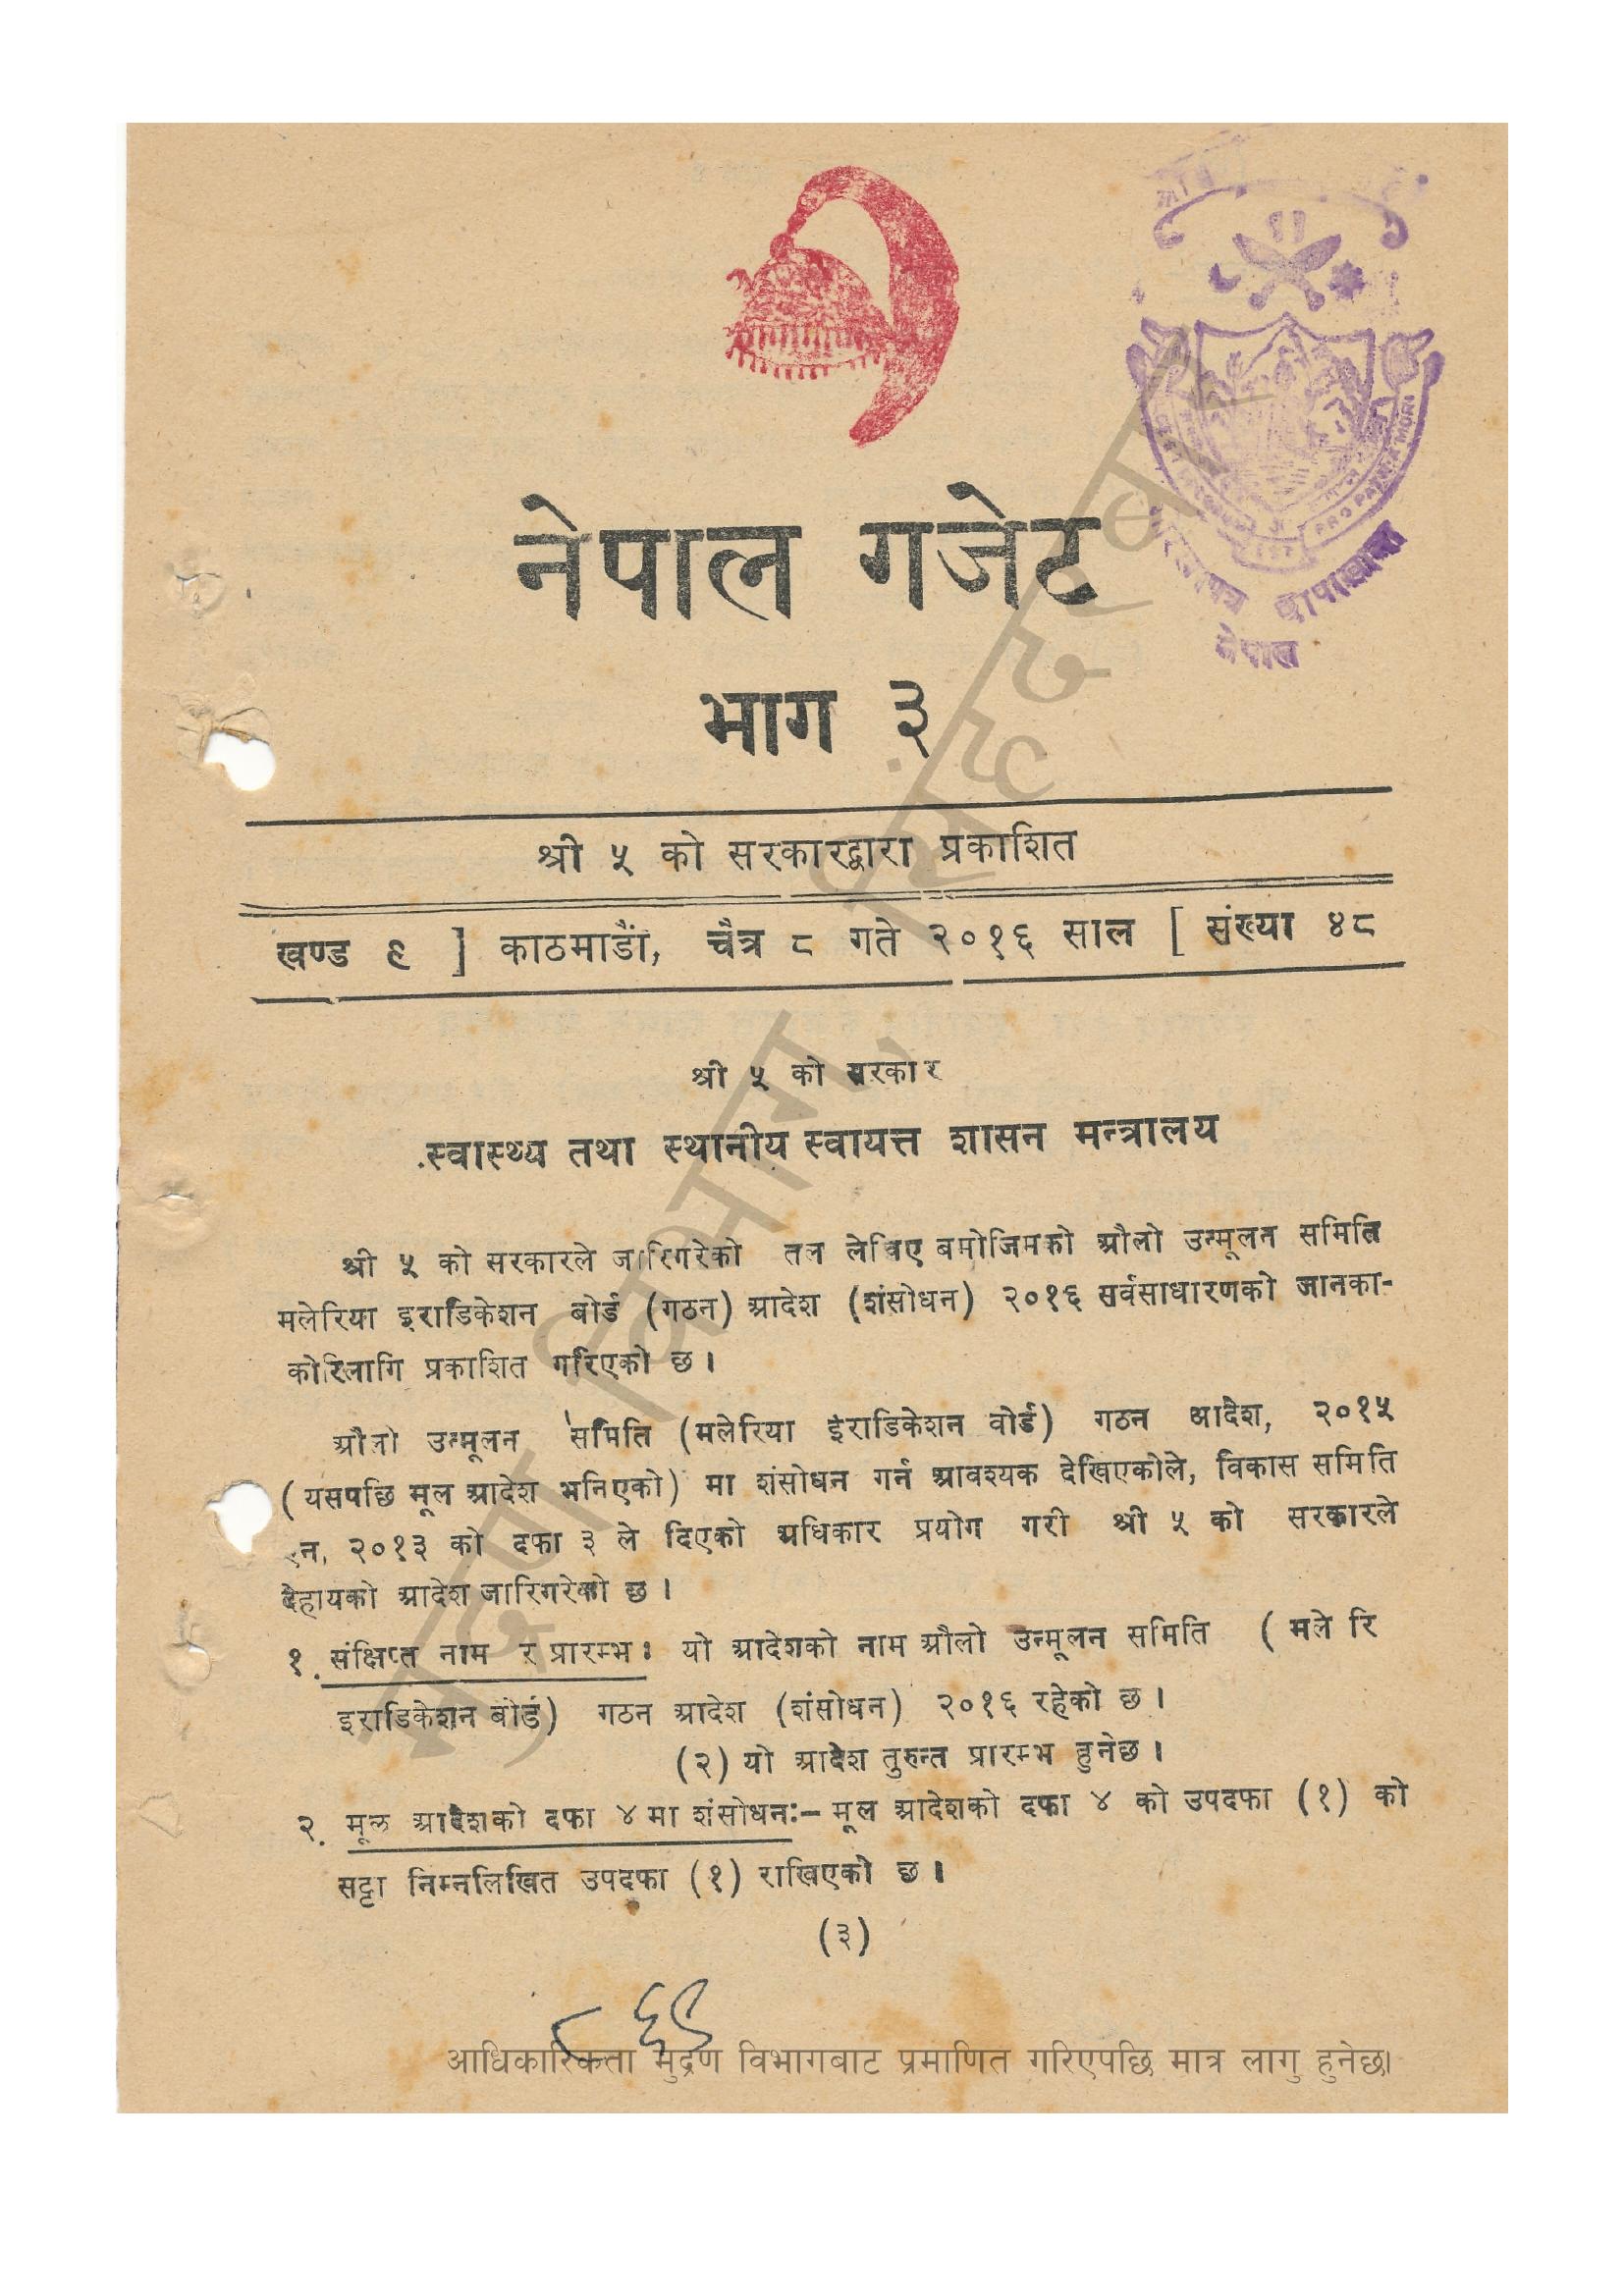 नेपाल गजेट
भाग ३
श्री ५ को सरकारद्वारा प्रकाशित
खण्ड ९ ] काठमाडौं, चैत्र ८ गते २०१६ साल [ संख्या ४८
श्री ५ को सरकार
स्वास्थ्य तथा स्थानीय स्वायत्त शासन मन्त्रालय
श्री ५ को सरकारले जारिगरेको तल लेखिए बमोजिमको औलो उन्मूलन समिति
मलेरिया इराडिकेशन बोर्ड (गठन) आदेश (शंसोधन) २०१६ सर्वसाधारणको जानका-
कोरिलागि प्रकाशित गरिएको छ ।
औलो उन्मूलन समिति (मलेरिया इराडिकेशन बोर्ड) गठन आदेश, २०१५
(यसपछि मूल आदेश भनिएको) मा शंसोधन गर्न आवश्यक देखिएकोले, विकास समिति
न, २०१३ को दफा ३ ले दिएको अधिकार प्रयोग गरी श्री ५ को सरकारले
देहायको आदेश जारिगरेको छ ।
१. संक्षिप्त नाम र प्रारम्भः यो आदेशको नाम औलो उन्मूलन समिति ( मले रि
इराडिकेशन बोर्ड) गठन आदेश (शंसोधन) २०१६ रहेको छ ।
(२) यो आदेश तुरुन्त प्रारम्भ हुनेछ ।
२. मूल आदेशको दफा ४ मा शंसोधनः– मूल आदेशको दफा ४ को उपदफा (१) को
सट्टा निम्नलिखित उपदफा (१) राखिएको छ ।
(३)
आधिकारिकता मुद्रण विभागबाट प्रमाणित गरिएपछि मात्र लागु हुनेछ।
मुद्रण विभाग, सिंहदरबार
छापाखाना
नेपाल